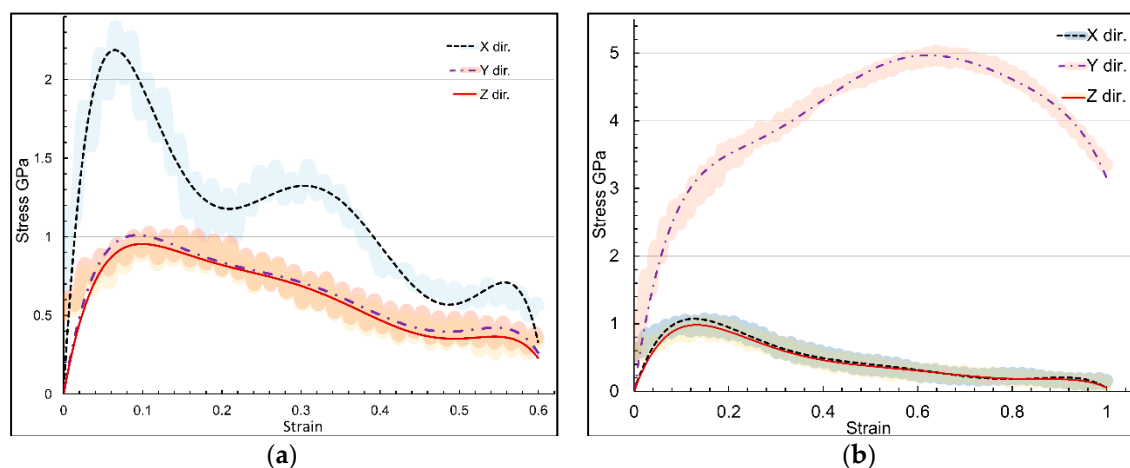 X dir.
Y dir.
Z dir.
Stress GPa
2
1.5
1
0.5
0
0 0.1 0.2 0.3 0.4 0.5 0.6
Strain
(a)
X dir.
Y dir.
Z dir.
Stress GPa
5
4
3
2
1
0
0 0.2 0.4 0.6 0.8 1
Strain
(b)